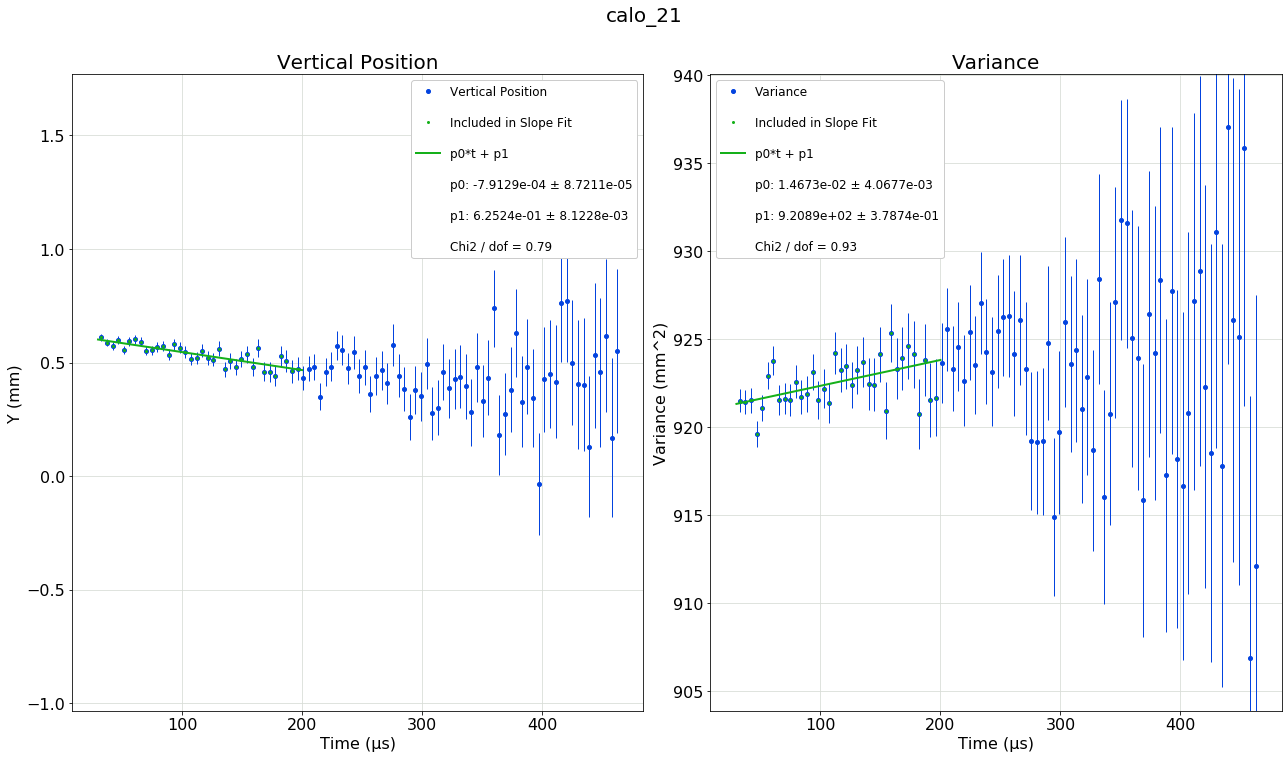 calo_21
Vertical Position
Vertical Position
Included in Slope Fit
p0*t + p1
p0: -7.9129e-04 ± 8.7211e-05
p1: 6.2524e-01 ± 8.1228e-03
Chi2 / dof = 0.79
1.5
1.0
0.5
0.0
−0.5
−1.0
Y (mm)
100 200 300 400
Time (μs)
Variance
Variance
Included in Slope Fit
p0*t + p1
p0: 1.4673e-02 ± 4.0677e-03
p1: 9.2089e+02 ± 3.7874e-01
Chi2 / dof = 0.93
940
935
930
925
920
915
910
905
Variance (mm^2)
100 200 300 400
Time (μs)